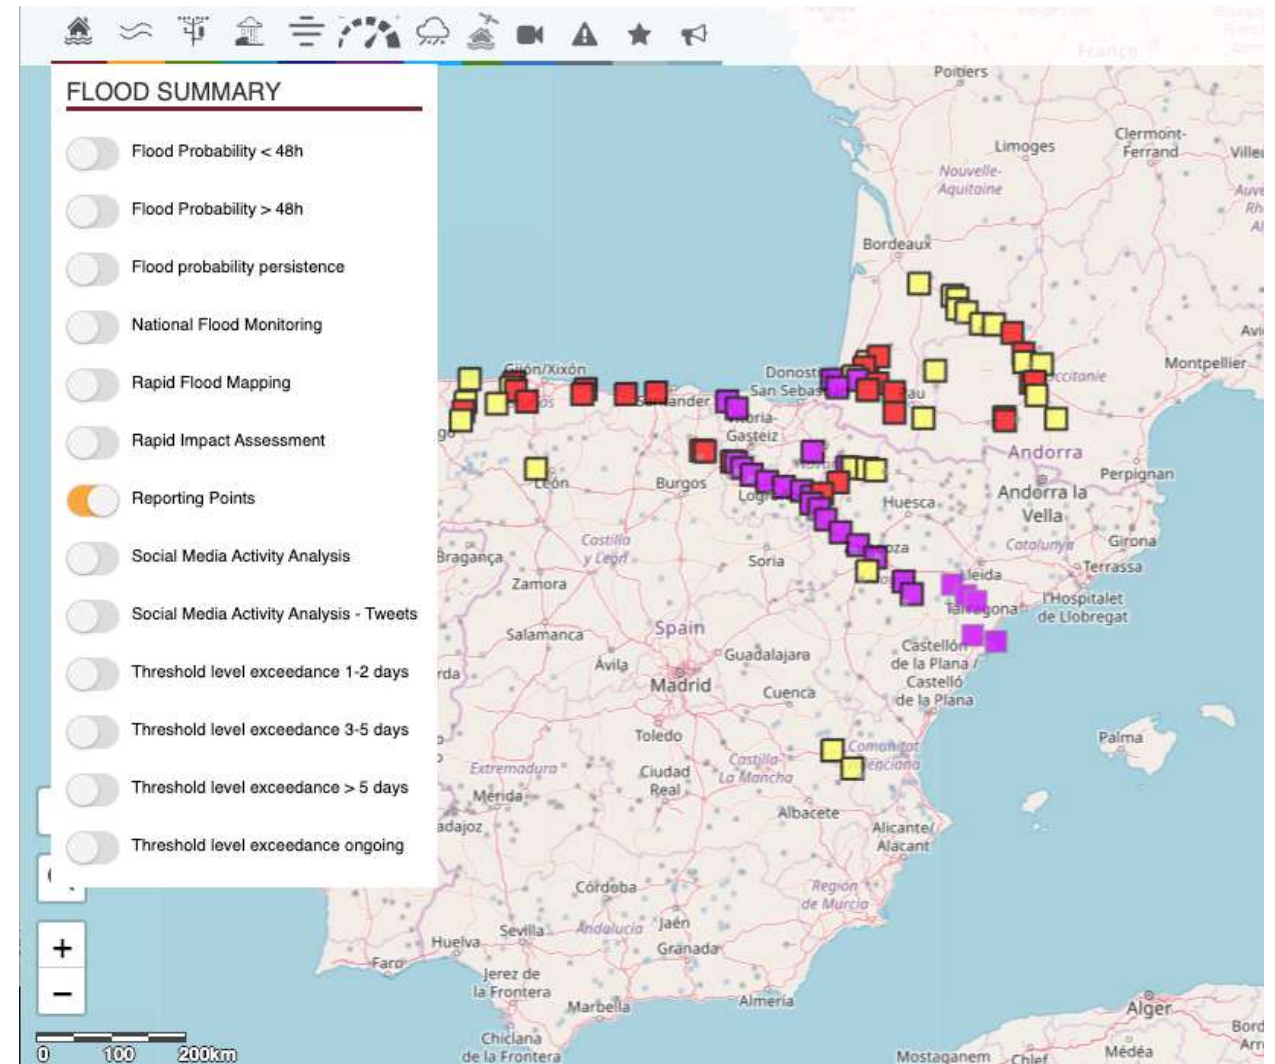 FLOOD SUMMARY
Flood Probability < 48h
Flood Probability > 48h
Flood probability persistence
National Flood Monitoring
Rapid Flood Mapping
Rapid Impact Assessment
Reporting Points
Social Media Activity Analysis
Social Media Activity Analysis - Tweets
Threshold level exceedance 1-2 days
Threshold level exceedance 3-5 days
Threshold level exceedance > 5 days
Threshold level exceedance ongoing
+
−
0 100 200km
France
Poitiers
Limoges
Clermont-
Ferrand
Nouvelle-
Aquitaine
Bordeaux
Montpellier
Gijón/Xixón
Gasteiz
León
Burgos
Huesca
Andorra
Andorra la
Vella
Perpignan
Girona
Catalunya
Terrassa
l'Hospitalet
de Llobregat
Bragança
Castilla
y León
Soria
Zamora
Tarragona
Salamanca
Spain
Ávila
Guadalajara
Madrid
Cuenca
Castellón
de la Plana /
Castelló
de la Plana
Toledo
Palma
Extremadura
Ciudad
Real
Castilla-
La Mancha
Comunitat
Mérida
Albacete
Alicante/
Alacant
Córdoba
Región
de Murcia
Sevilla
Andalucía
Jaén
Huelva
Granada
Faro
Jerez de
la Frontera
Marbella
Almería
Chiclana
de la Frontera
Alger
Mostaganem
Chlef
Médéa